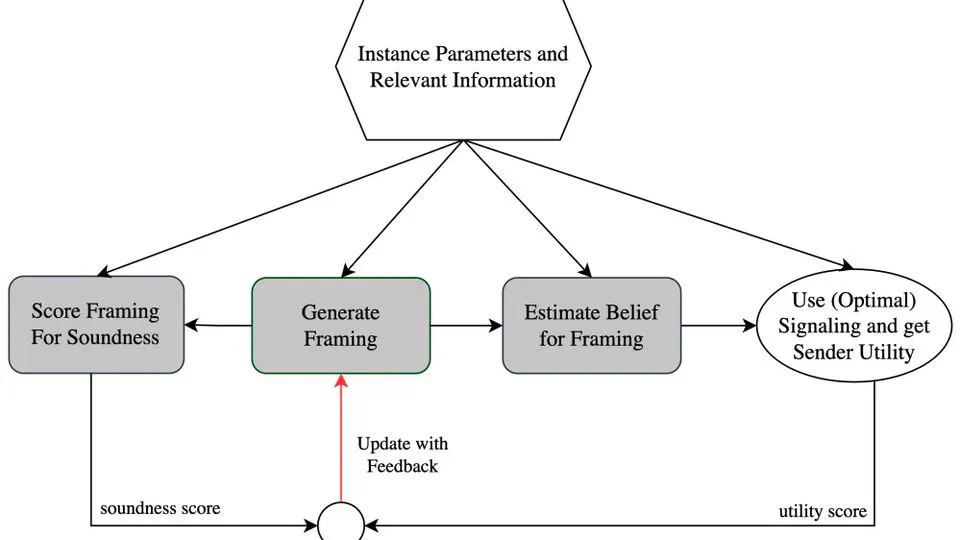 Instance Parameters and
Relevant Information
Score Framing
For Soundness
Generate
Framing
Estimate Belief
for Framing
Use (Optimal)
Signaling and get
Sender Utility
Update with
Feedback
soundness score
utility score